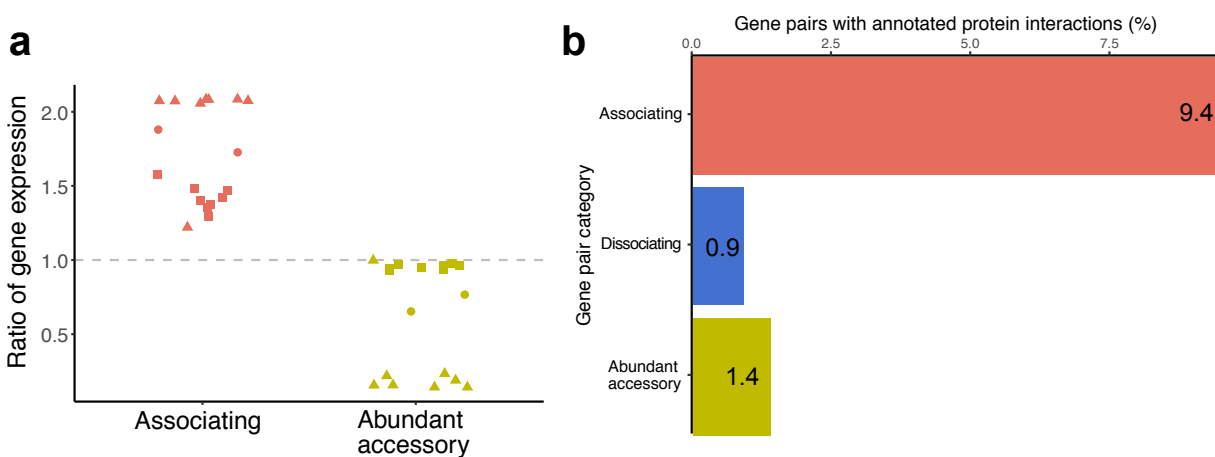 a
Ratio of gene expression
2.0
1.5
1.0
0.5
Associating
Abundant
accessory
b
Gene pairs with annotated protein interactions (%)
0.0
2.5
5.0
7.5
Gene pair category
Associating
9.4
Dissociating
0.9
Abundant
accessory
1.4